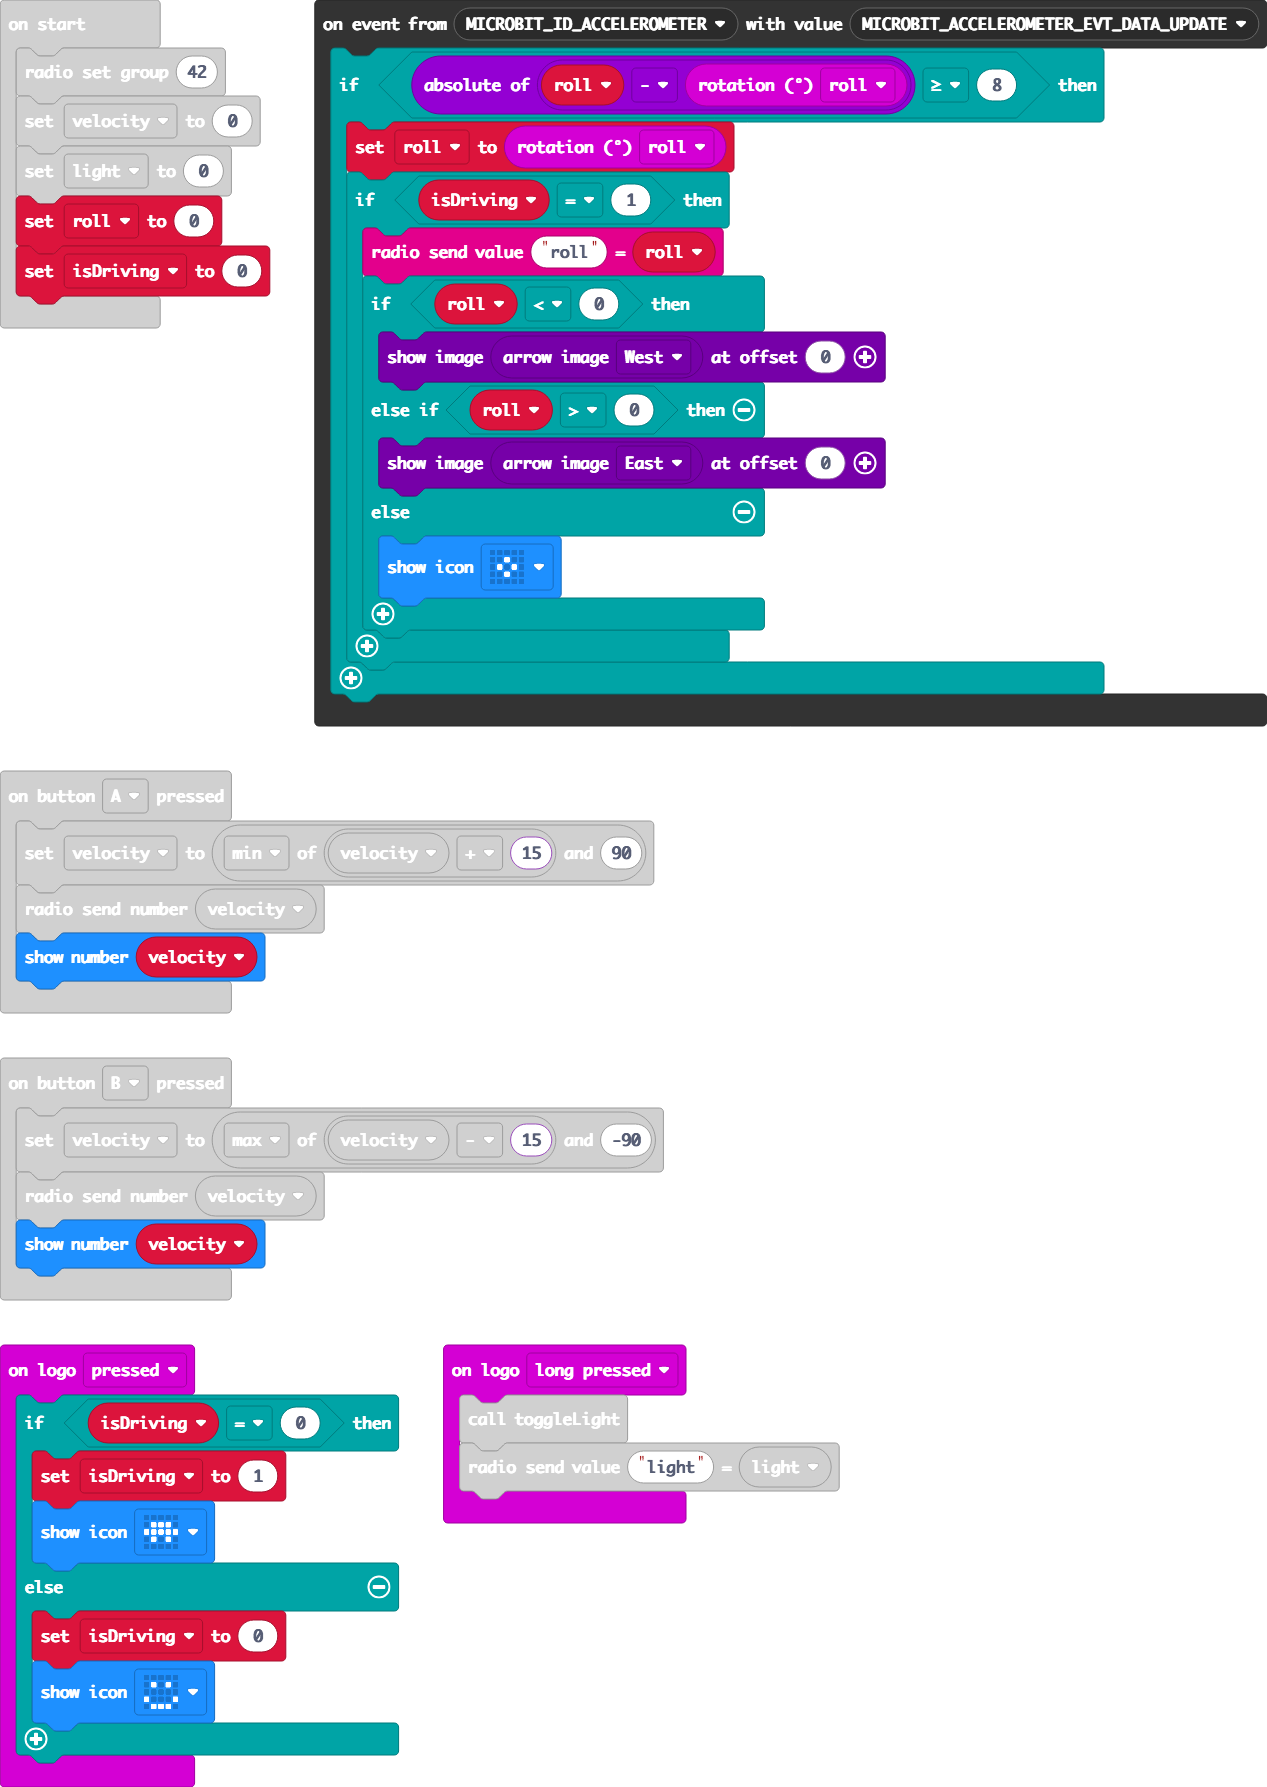 on start
radio set group 42
set velocity to 0
set light to 0
set roll to 0
set isDriving to 0
on event from MICROBIT_ID_ACCELEROMETER with value MICROBIT_ACCELEROMETER_EVT_DATA_UPDATE
if absolute of roll - rotation (°) roll ≥ 8 then
set roll to rotation (°) roll
if isDriving = 1 then
radio send value "roll" = roll
if roll < 0 then
show image arrow image West at offset 0
else if roll > 0 then
show image arrow image East at offset 0
else
show icon
on button A pressed
set velocity to min of velocity + 15 and 90
radio send number velocity
show number velocity
on button B pressed
set velocity to max of velocity - 15 and -90
radio send number velocity
show number velocity
on logo pressed
if isDriving = 0 then
set isDriving to 1
show icon
else
set isDriving to 0
show icon
on logo long pressed
call toggleLight
radio send value "light" = light